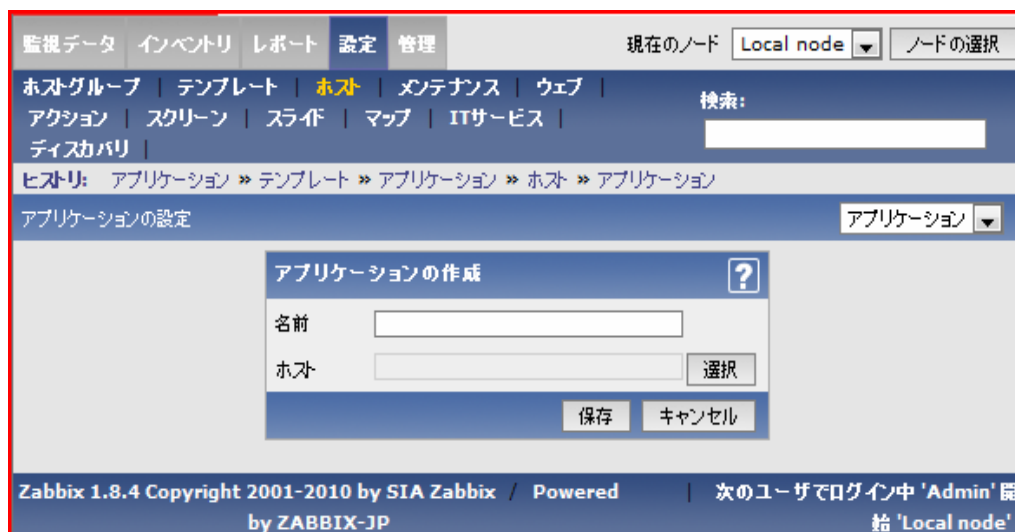 監視データ インベントリ レポート 設定 管理 現在のノード Local node ノードの選択
ホストグループ | テンプレート | ホスト | メンテナンス | ウェブ |
アクション | スクリーン | スライド | マップ | ITサービス |
ディスカバリ |
検索:
ヒストリ: アプリケーション » テンプレート » アプリケーション » ホスト » アプリケーション
アプリケーションの設定 アプリケーション
アプリケーションの作成 ?
名前
ホスト 選択
保存 キャンセル
Zabbix 1.8.4 Copyright 2001-2010 by SIA Zabbix / Powered
by ZABBIX-JP
| 次のユーザでログイン中 'Admin' 開
始 'Local node'